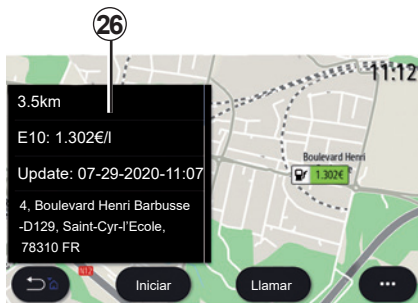 26
11:12
3.5km
E10: 1.302€/l
Update: 07-29-2020-11:07
4, Boulevard Henri Barbusse
-D129, Saint-Cyr-l’Ecole,
78310 FR
Boulevard Henri
1.302€
N12
Iniciar
Llamar